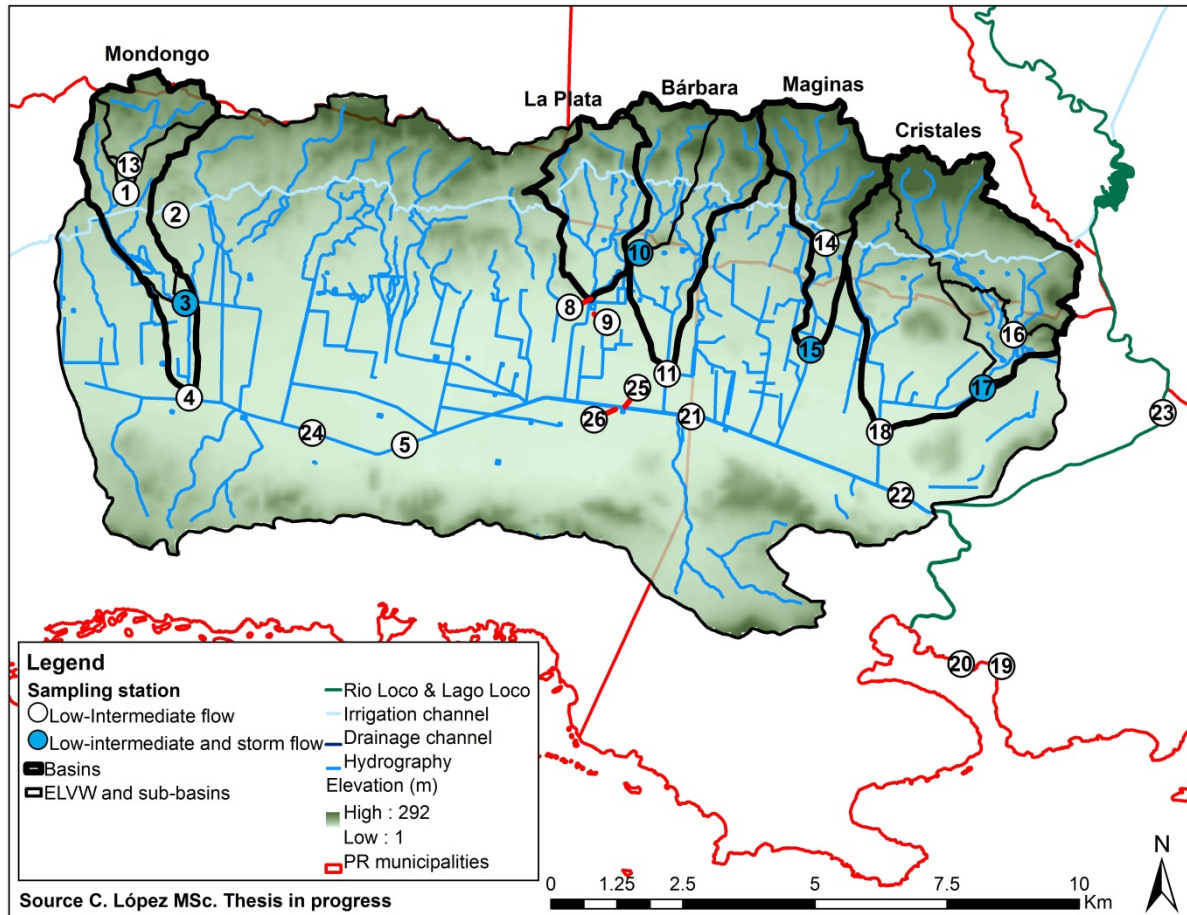 Mondongo
La Plata
Bárbara
Maginas
Cristales
13
1
2
3
4
24
5
8
9
10
11
25
26
21
14
15
16
17
18
22
23
20
19
Legend
Sampling station
Low-Intermediate flow
Low-intermediate and storm flow
Basins
ELVW and sub-basins
Rio Loco & Lago Loco
Irrigation channel
Drainage channel
Hydrography
Elevation (m)
High : 292
Low : 1
PR municipalities
Source C. López MSc. Thesis in progress
0 1.25 2.5 5 7.5 10
Km
N